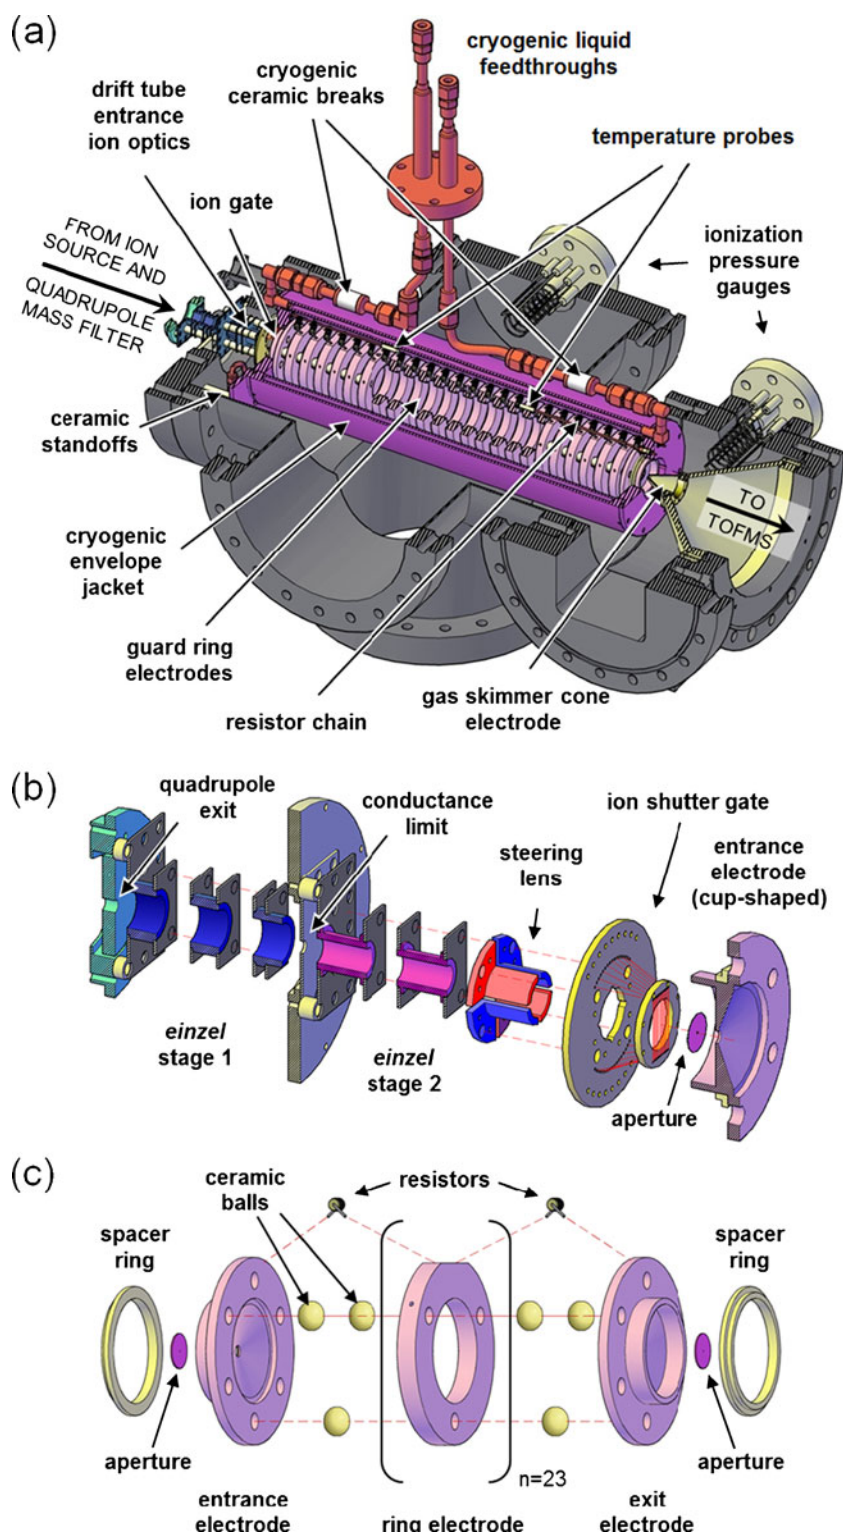 (a)
cryogenic liquid
feedthroughs
cryogenic
ceramic breaks
drift tube
entrance
ion optics
temperature probes
ion gate
ionization
pressure
gauges
FROM ION
SOURCE AND
QUADRUPOLE
MASS FILTER
ceramic
standoffs
TO
TOFMS
cryogenic
envelope
jacket
guard ring
electrodes
resistor chain
gas skimmer cone
electrode
(b)
quadrupole
exit
conductance
limit
ion shutter gate
steering
lens
entrance
electrode
(cup-shaped)
einzel
stage 1
einzel
stage 2
aperture
(c)
ceramic
balls
resistors
spacer
ring
spacer
ring
aperture
aperture
n=23
entrance
electrode
ring electrode
exit
electrode